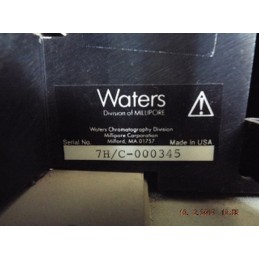 Waters
Division of MILLIPORE
Waters Chromatography Division
Millipore Corporation
Milford, MA 01757
Serial No.
Made in USA
7H/C-000345